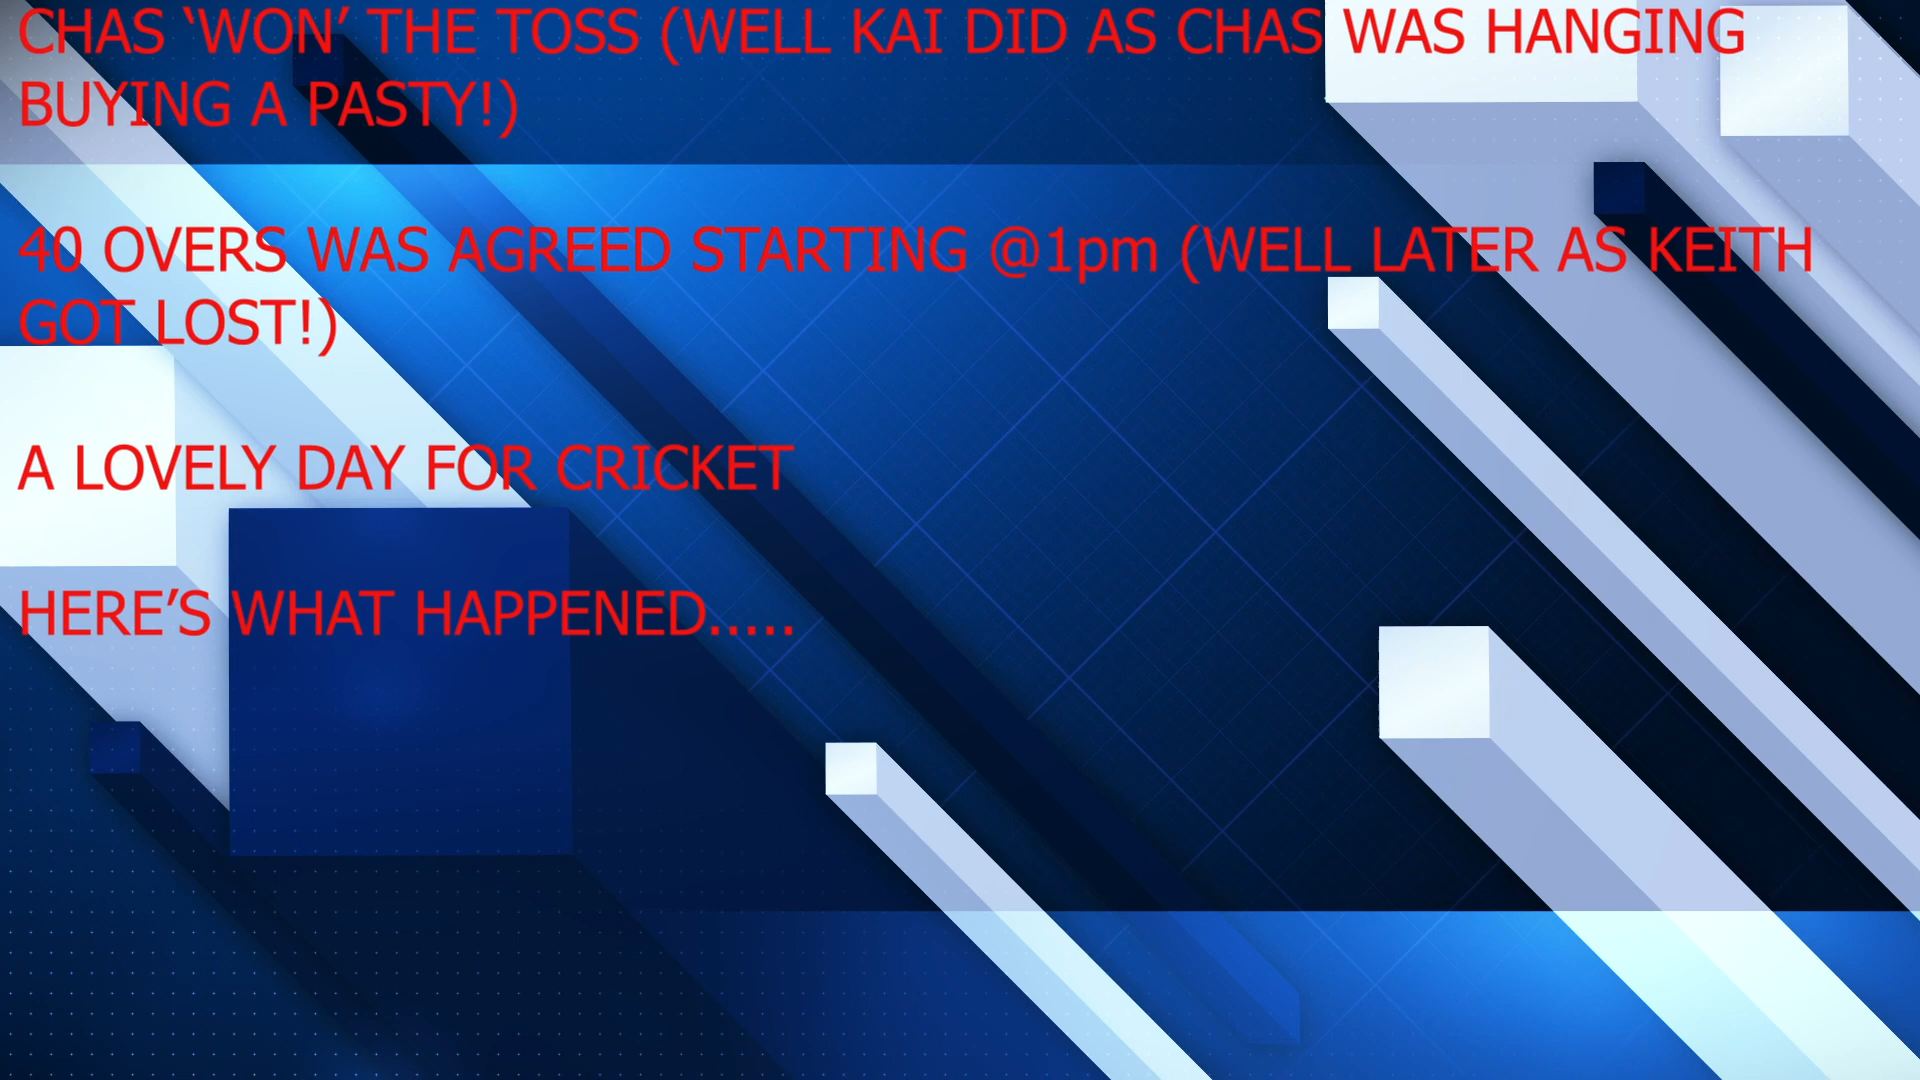 CHAS ‘WON’ THE TOSS (WELL KAI DID AS CHAS WAS HANGING
BUYING A PASTY!)
40 OVERS WAS AGREED STARTING @1pm (WELL LATER AS KEITH
GOT LOST!)
A LOVELY DAY FOR CRICKET
HERE’S WHAT HAPPENED.....